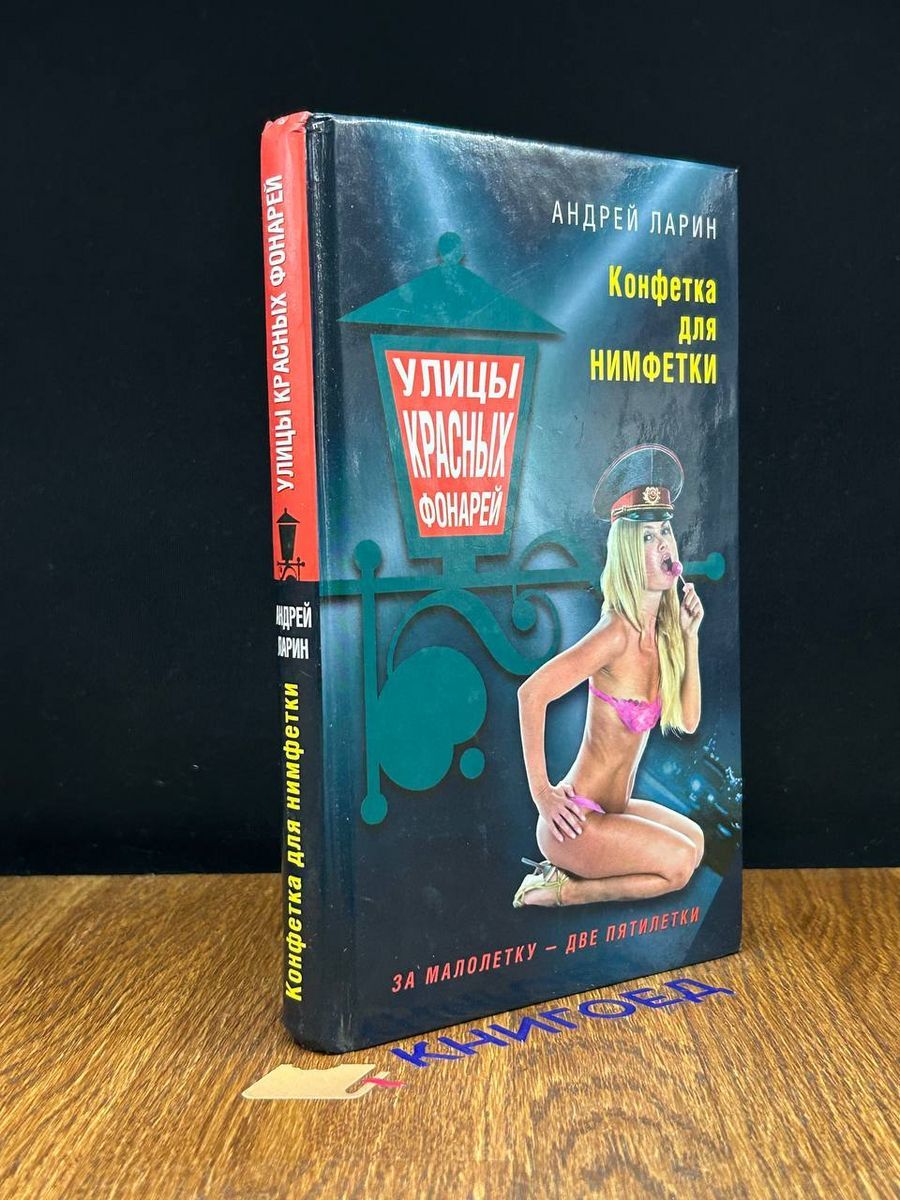 АНДРЕЙ ЛАРИН
Конфетка
для
НИМФЕТКИ
УЛИЦЫ
КРАСНЫХ
ФОНАРЕЙ
ЗА МАЛОЛЕТКУ – ДВЕ ПЯТИЛЕТКИ
УЛИЦЫ КРАСНЫХ ФОНАРЕЙ
АНДРЕЙ
ЛАРИН
Конфетка для нимфетки
КНИГОЕД